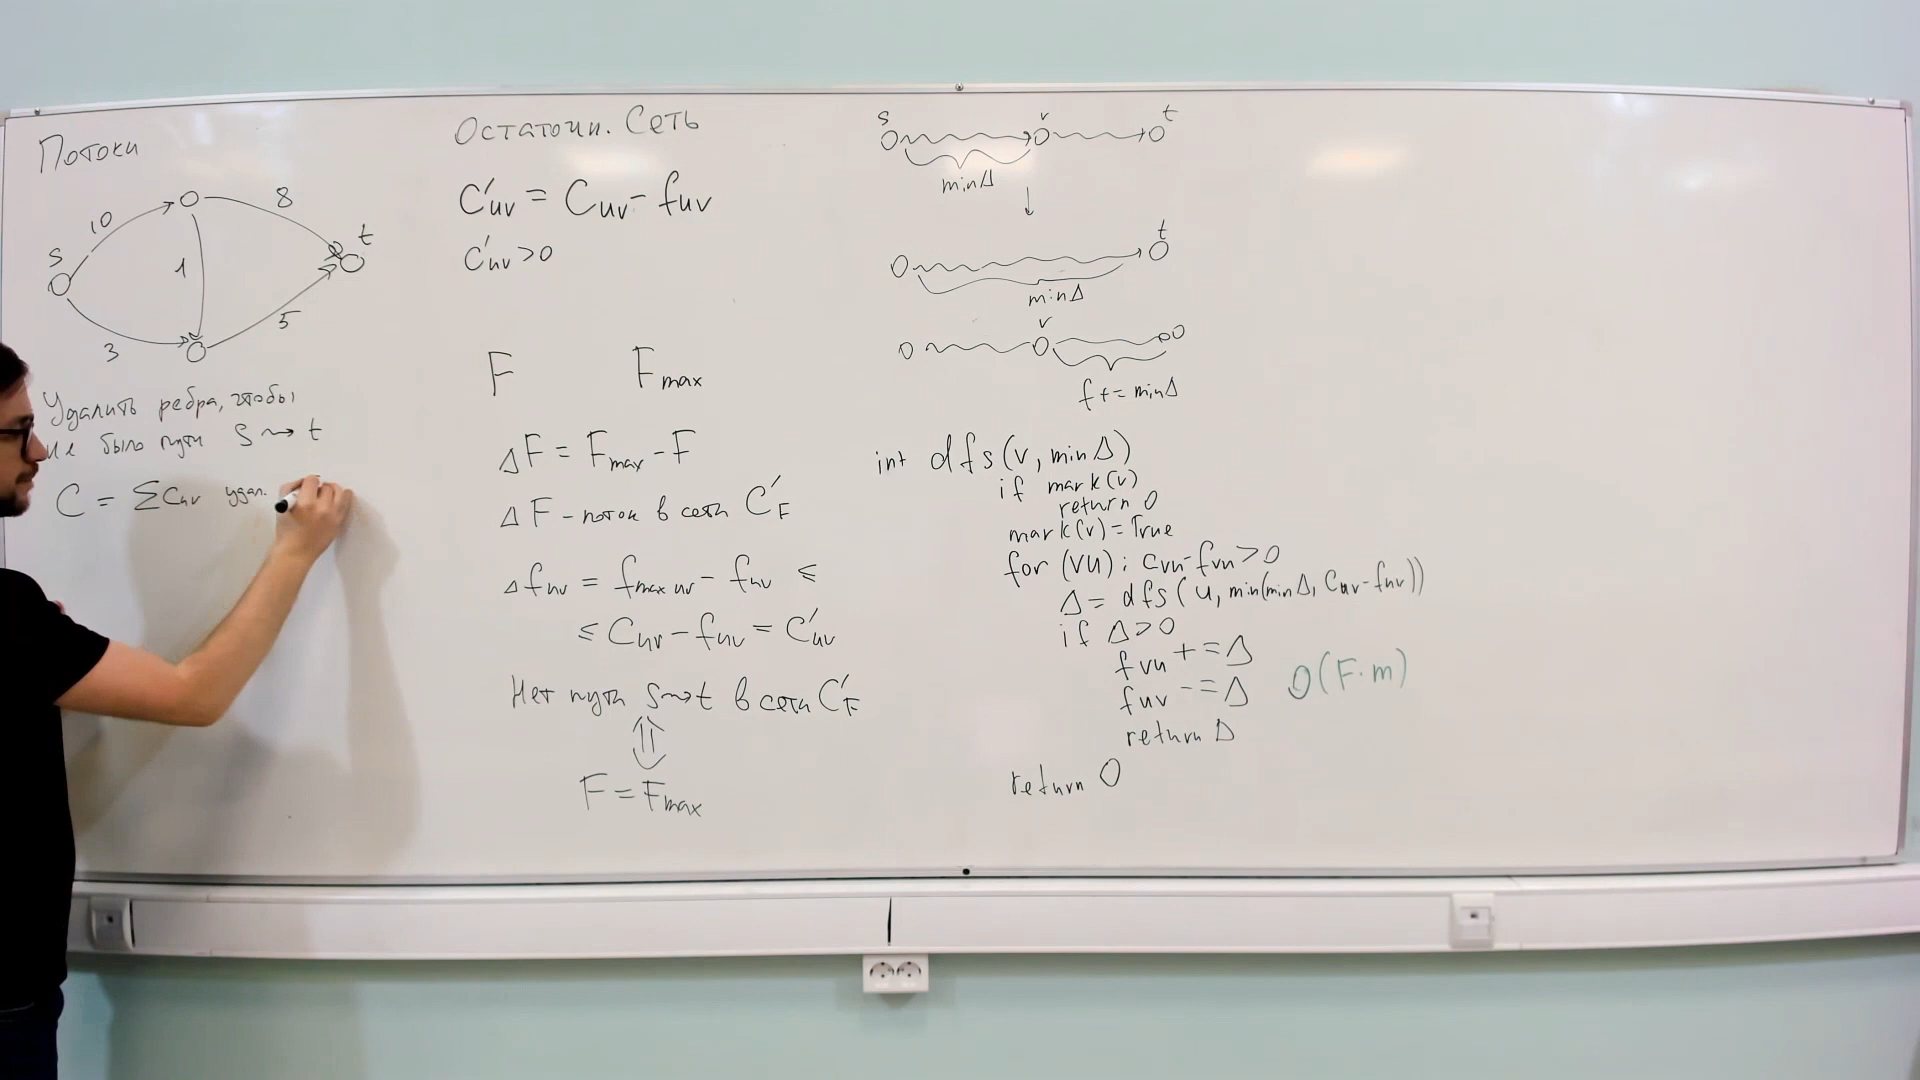 Потоки
10
8
s
t
1
3
5
Удалить ребра, чтобы
не было пути S ⇝ t
C = Σ Cuv удал.
Остаточн. Сеть
C'uv = Cuv - fuv
C'uv > 0
F Fmax
ΔF = Fmax - F
ΔF - поток в сети C'F
Δfuv = fmax uv - fuv ≤
≤ Cuv - fuv = C'uv
Нет пути S ⇝ t в сети C'F
⇕
F = Fmax
s v t
minΔ
↓
t
minΔ
v
f += minΔ
int dfs(v, minΔ)
if mark(v)
return 0
mark(v) = True
for (vu): cvu - fvu > 0
Δ = dfs(u, min(minΔ, Cuv - fuv))
if Δ > 0
fvu += Δ
fuv -= Δ
return Δ
return 0
O(F·m)